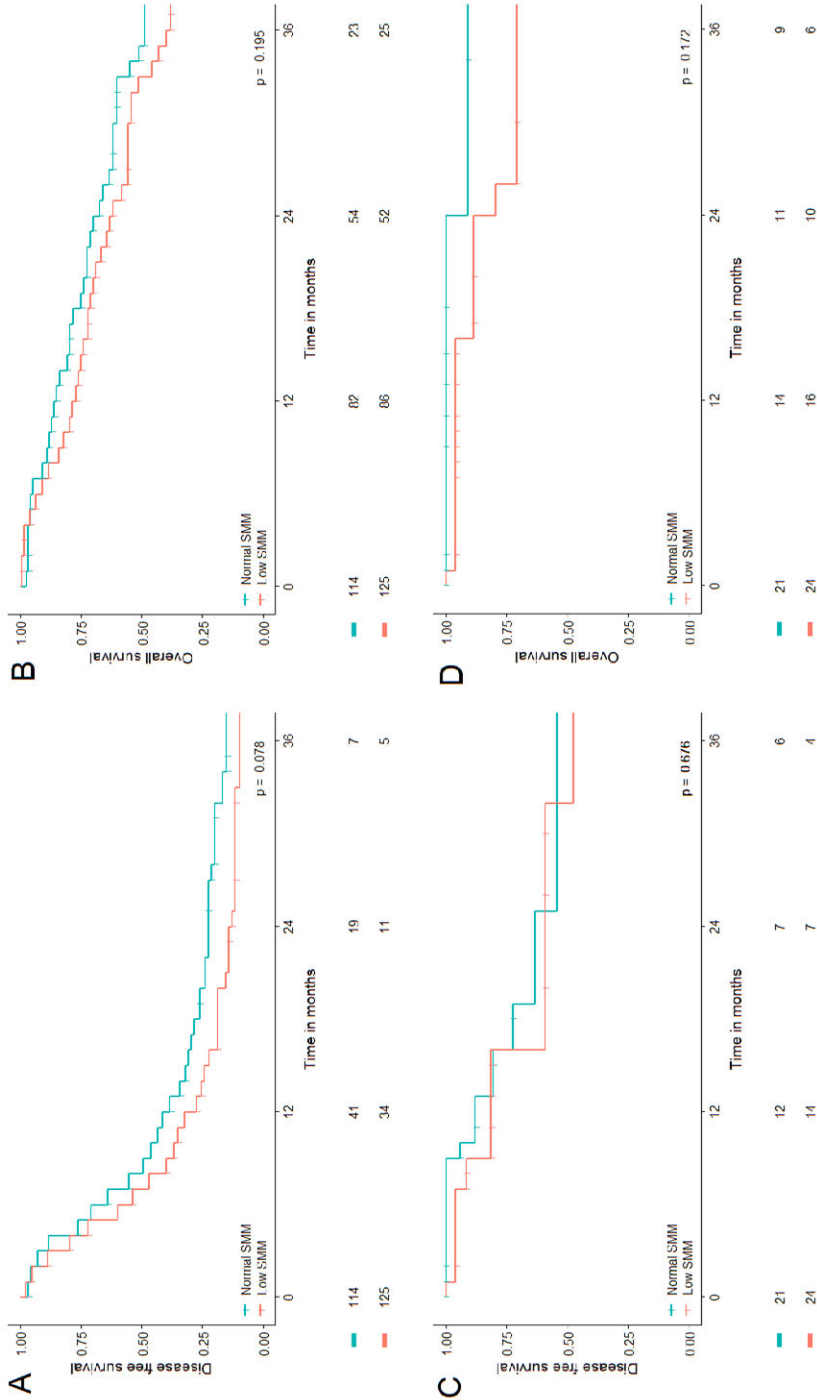 A
Disease free survival
1.00
0.75
0.50
0.25
0.00
Normal SMM
Low SMM
p = 0.078
0 12 24 36
Time in months
114 41 19 7
125 34 11 5
B
Overall survival
1.00
0.75
0.50
0.25
0.00
Normal SMM
Low SMM
p = 0.195
0 12 24 36
Time in months
114 82 54 23
125 86 52 25
C
Disease free survival
1.00
0.75
0.50
0.25
0.00
Normal SMM
Low SMM
p = 0.676
0 12 24 36
Time in months
21 12 7 6
24 14 7 4
D
Overall survival
1.00
0.75
0.50
0.25
0.00
Normal SMM
Low SMM
p = 0.172
0 12 24 36
Time in months
21 14 11 9
24 16 10 6